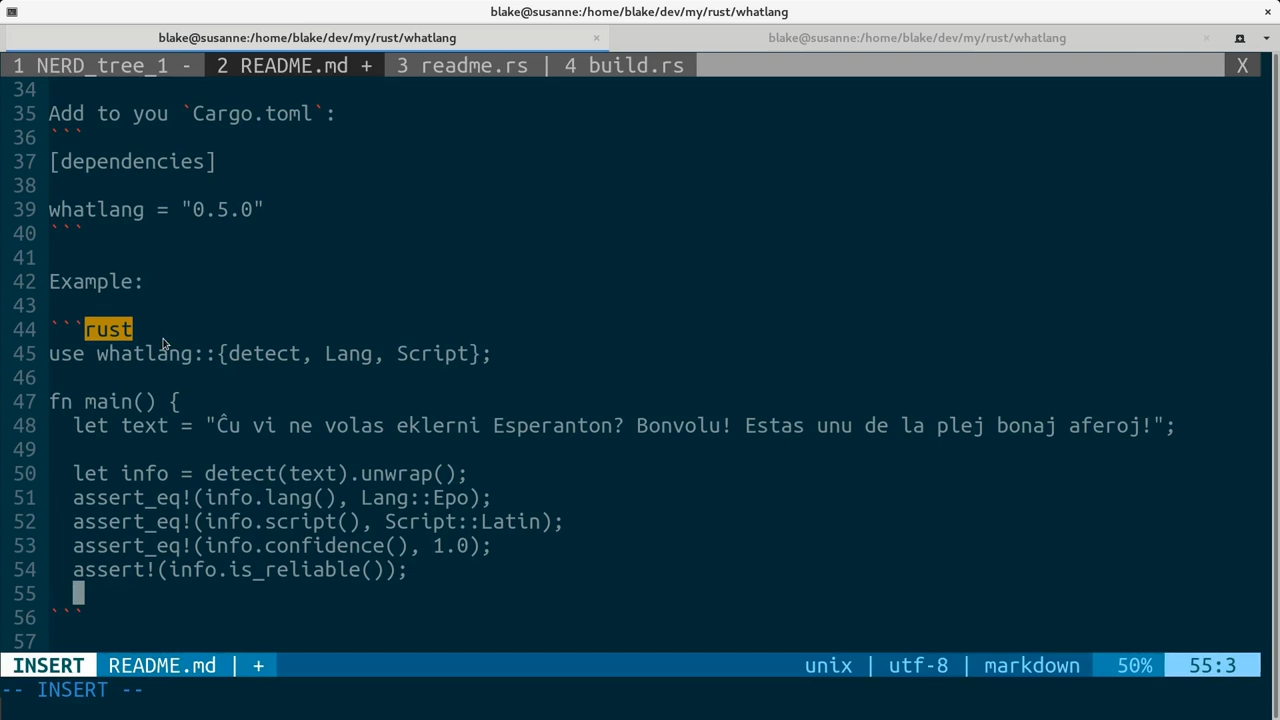 blake@susanne:/home/blake/dev/my/rust/whatlang
blake@susanne:/home/blake/dev/my/rust/whatlang blake@susanne:/home/blake/dev/my/rust/whatlang
1 NERD_tree_1 - 2 README.md + 3 readme.rs | 4 build.rs X
34
35 Add to you `Cargo.toml`:
36 ```
37 [dependencies]
38
39 whatlang = "0.5.0"
40 ```
41
42 Example:
43
44 ```rust
45 use whatlang::{detect, Lang, Script};
46
47 fn main() {
48   let text = "Ĉu vi ne volas eklerni Esperanton? Bonvolu! Estas unu de la plej bonaj aferoj!";
49
50   let info = detect(text).unwrap();
51   assert_eq!(info.lang(), Lang::Epo);
52   assert_eq!(info.script(), Script::Latin);
53   assert_eq!(info.confidence(), 1.0);
54   assert!(info.is_reliable());
55
56 ```
57
INSERT README.md | + unix | utf-8 | markdown 50% 55:3
-- INSERT --